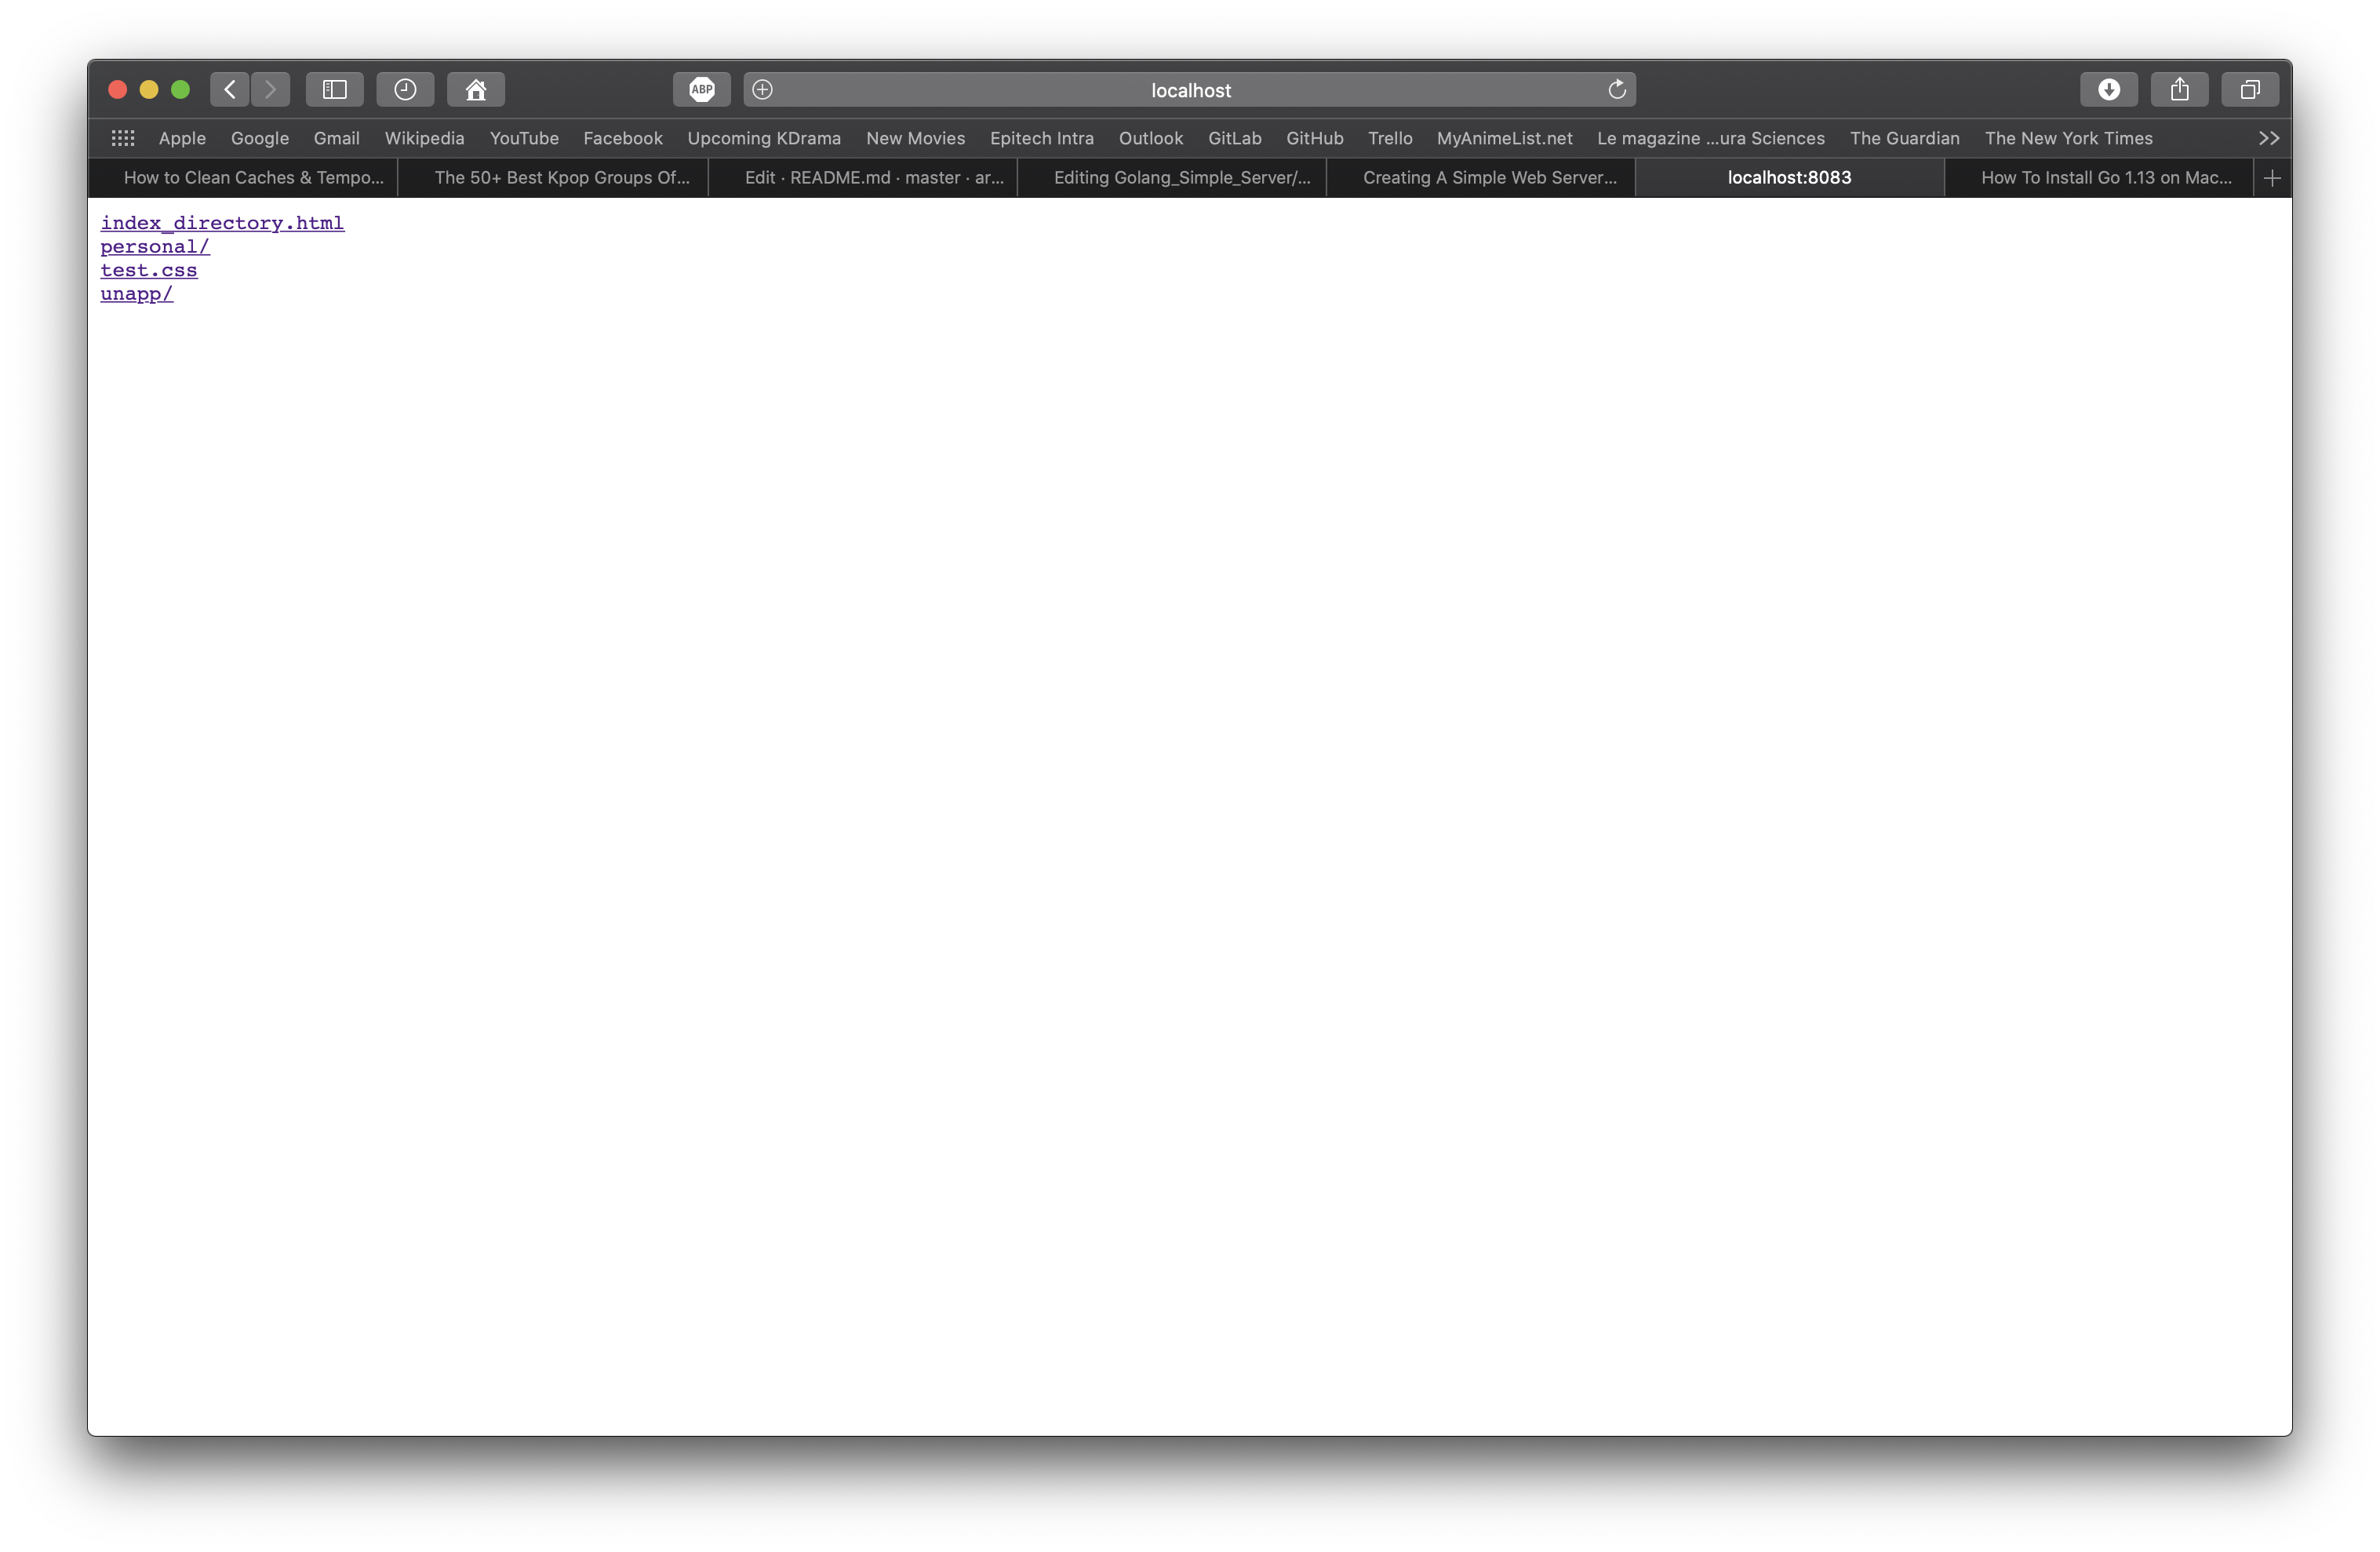 ABP
localhost
Apple Google Gmail Wikipedia YouTube Facebook Upcoming KDrama New Movies Epitech Intra Outlook GitLab GitHub Trello MyAnimeList.net Le magazine ...ura Sciences The Guardian The New York Times
How to Clean Caches & Tempo... The 50+ Best Kpop Groups Of... Edit · README.md · master · ar... Editing Golang_Simple_Server/... Creating A Simple Web Server... localhost:8083 How To Install Go 1.13 on Mac...
index_directory.html
personal/
test.css
unapp/